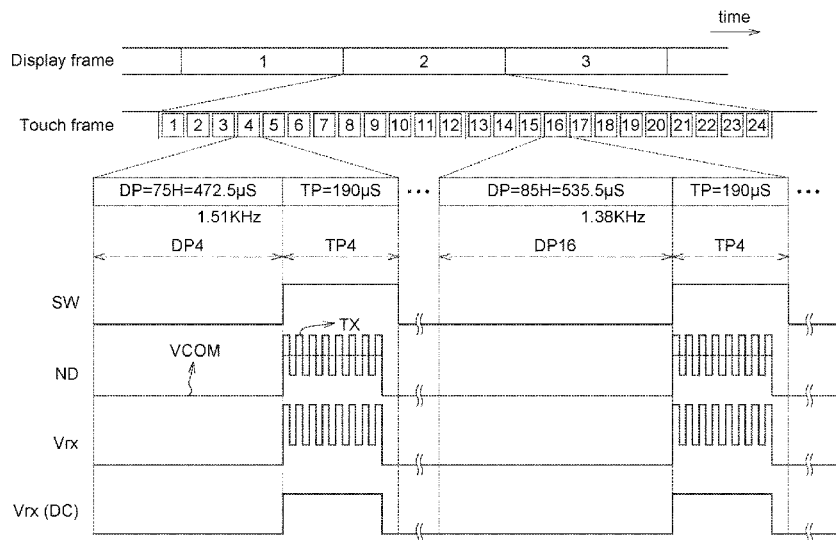 time
Display frame 1 2 3
Touch frame 1 2 3 4 5 6 7 8 9 10 11 12 13 14 15 16 17 18 19 20 21 22 23 24
DP=75H=472.5µS TP=190µS ••• DP=85H=535.5µS TP=190µS •••
1.51KHz 1.38KHz
DP4 TP4 DP16 TP4
SW
TX
VCOM
ND
Vrx
Vrx (DC)